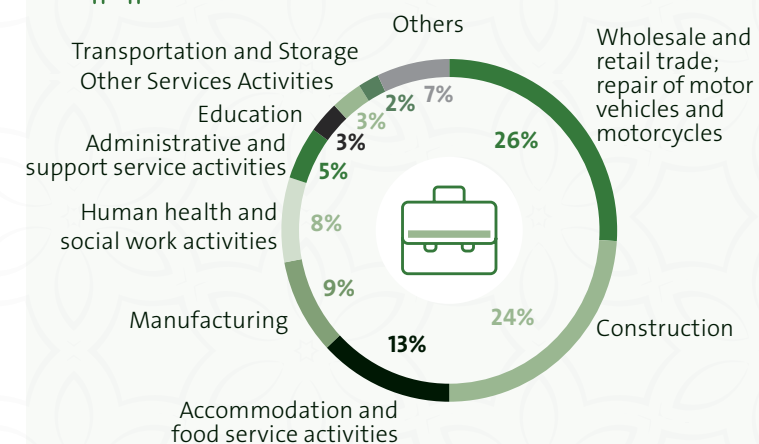 Others
Wholesale and
retail trade;
repair of motor
vehicles and
motorcycles
26%
Construction
24%
Accommodation and
food service activities
13%
Manufacturing
9%
Human health and
social work activities
8%
Administrative and
support service activities
5%
Education
3%
Other Services Activities
3%
Transportation and Storage
2%
7%